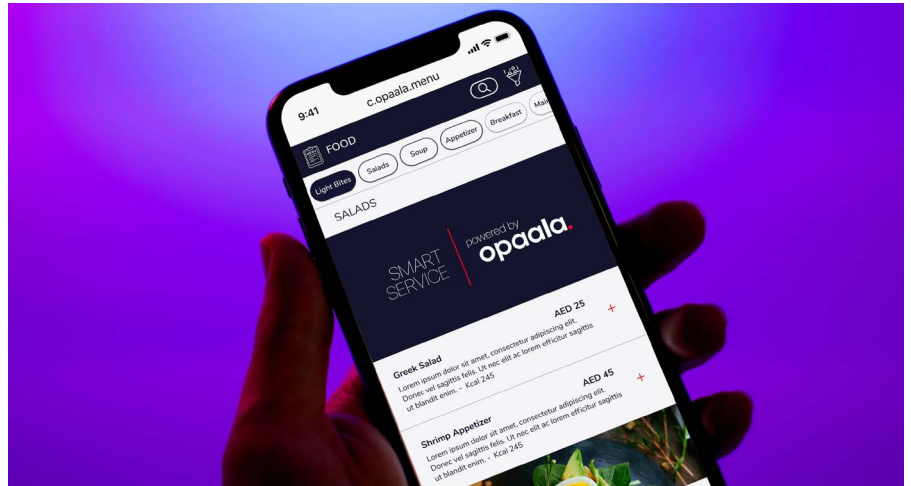 9:41
c.opaala.menu
FOOD
Light Bites
Salads
Soup
Appetizer
Breakfast
Mai
SALADS
SMART
SERVICE
powered by
opaala.
AED 25
+
Greek Salad
Lorem ipsum dolor sit amet, consectetur adipiscing elit.
Donec vel sagittis felis. Ut nec elit ac lorem efficitur sagittis
ut blandit enim. - Kcal 245
AED 45
+
Shrimp Appetizer
Lorem ipsum dolor sit amet, consectetur adipiscing elit.
Donec vel sagittis felis. Ut nec elit ac lorem efficitur sagittis
ut blandit enim. - Kcal 245